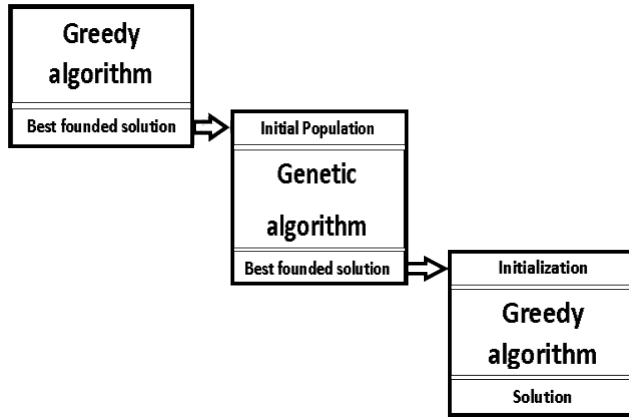 Greedy
algorithm
Best founded solution
Initial Population
Genetic
algorithm
Best founded solution
Initialization
Greedy
algorithm
Solution